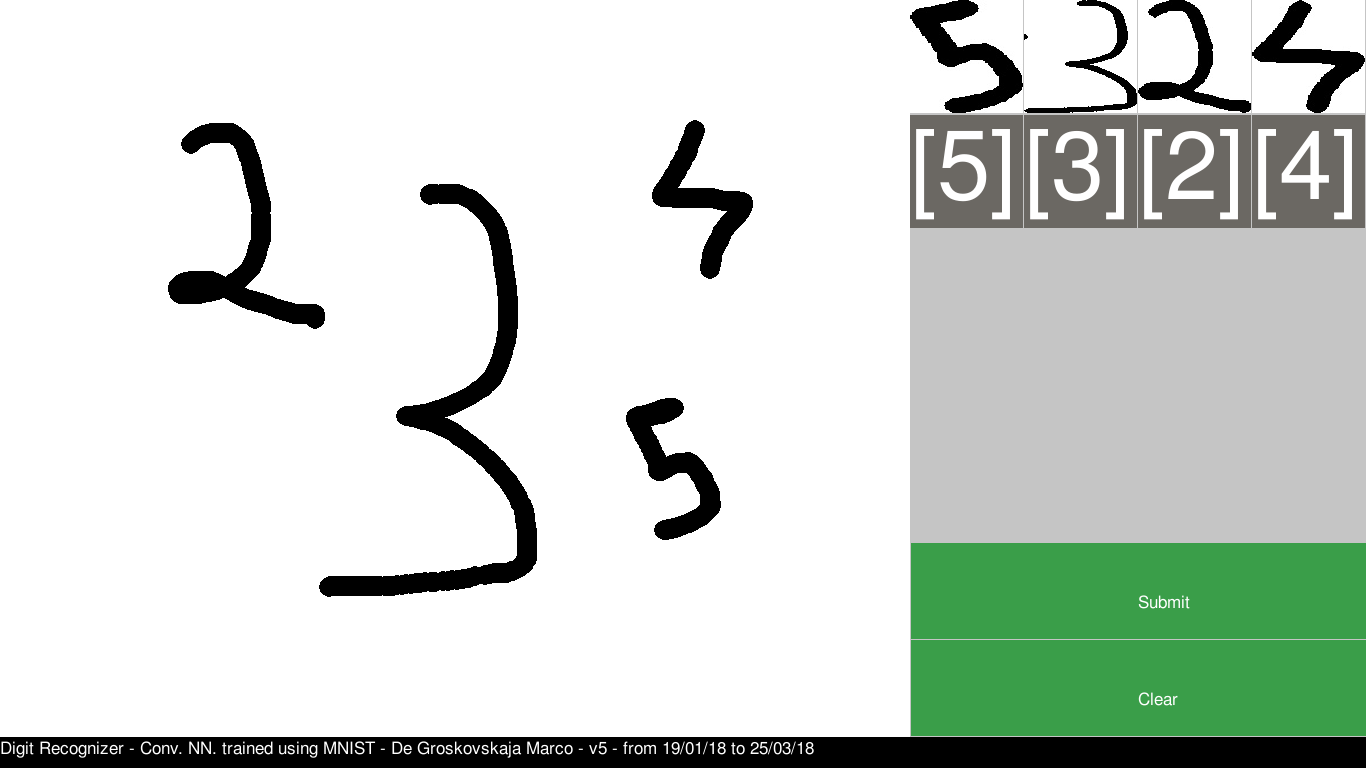 2 3 4
5
5 3 2 4
[5] [3] [2] [4]
Submit
Clear
Digit Recognizer - Conv. NN. trained using MNIST - De Groskovskaja Marco - v5 - from 19/01/18 to 25/03/18